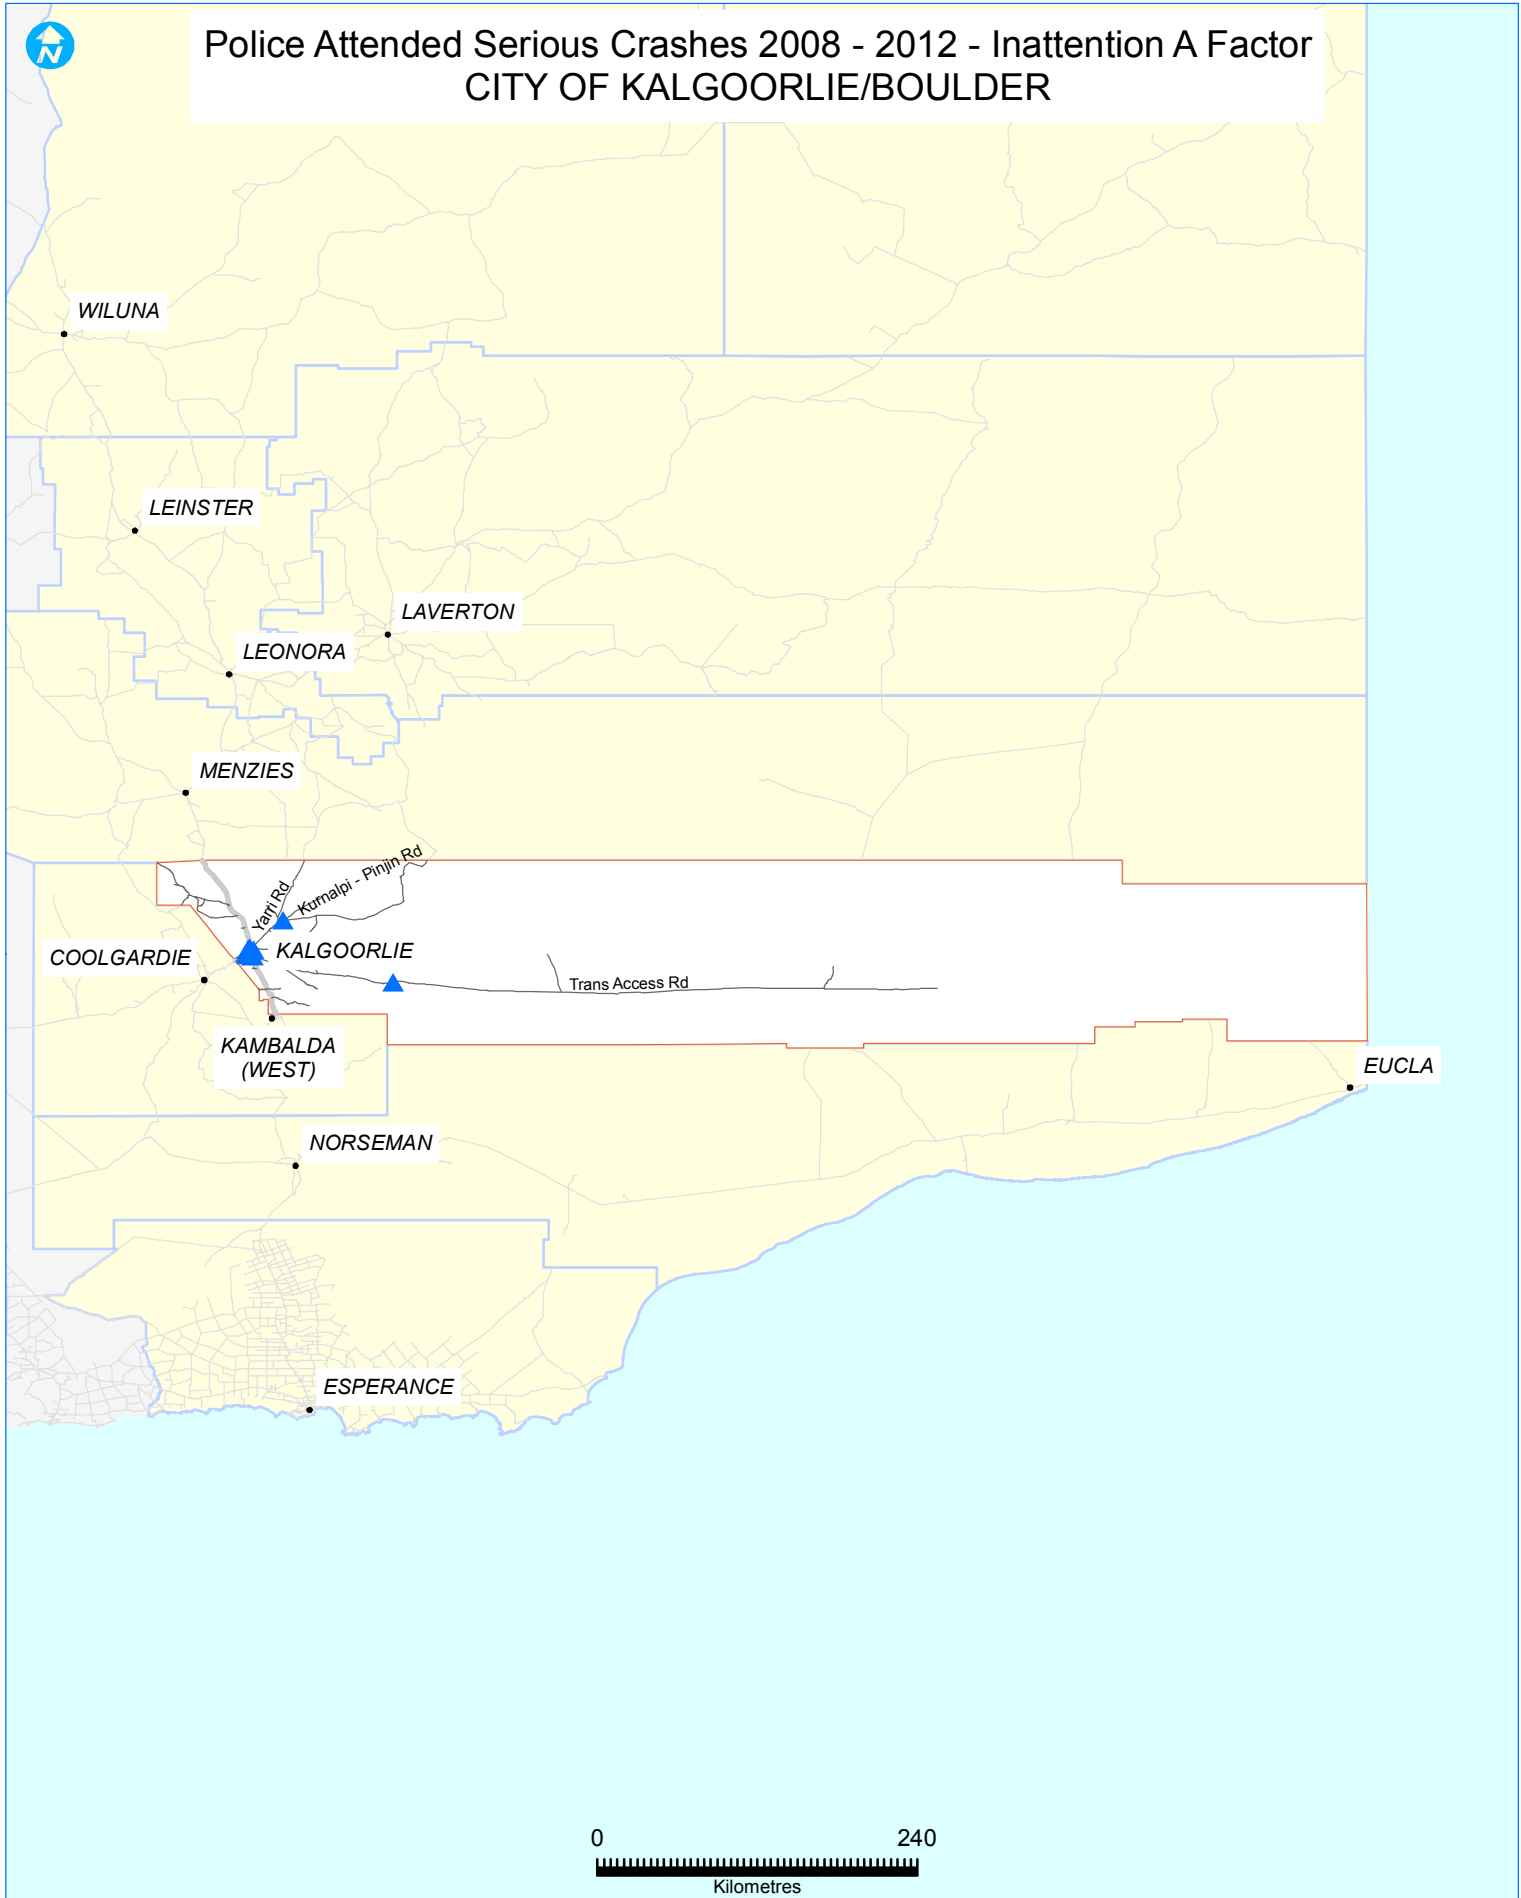 N
Police Attended Serious Crashes 2008 - 2012 - Inattention A Factor
CITY OF KALGOORLIE/BOULDER
WILUNA
LEINSTER
LAVERTON
LEONORA
MENZIES
Yarri Rd
Kurnalpi - Pinjin Rd
COOLGARDIE
KALGOORLIE
Trans Access Rd
KAMBALDA
(WEST)
EUCLA
NORSEMAN
ESPERANCE
0
240
Kilometres